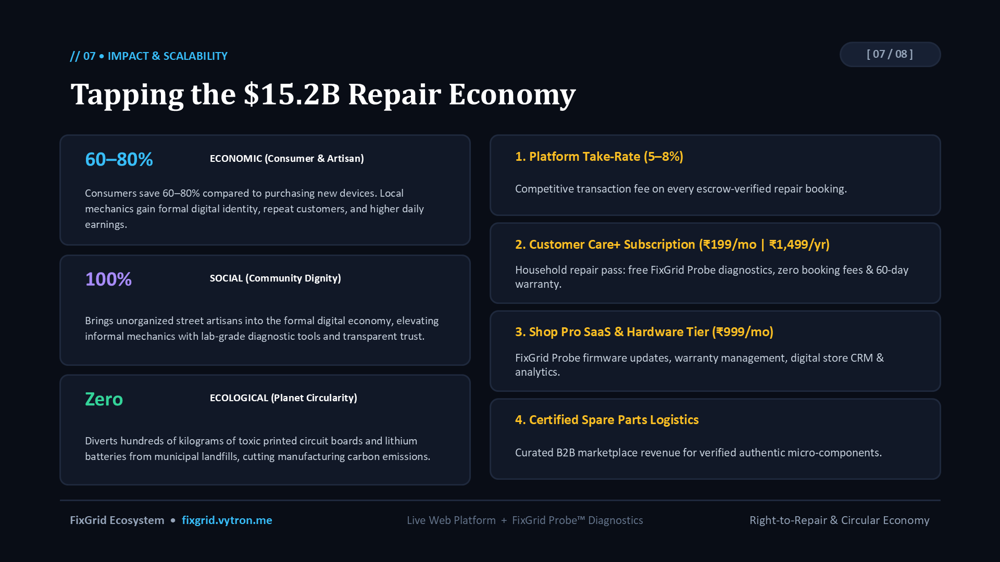 // 07 • IMPACT & SCALABILITY
[ 07 / 08 ]
Tapping the $15.2B Repair Economy
60–80%
ECONOMIC (Consumer & Artisan)
Consumers save 60–80% compared to purchasing new devices. Local
mechanics gain formal digital identity, repeat customers, and higher daily
earnings.
100%
SOCIAL (Community Dignity)
Brings unorganized street artisans into the formal digital economy, elevating
informal mechanics with lab-grade diagnostic tools and transparent trust.
Zero
ECOLOGICAL (Planet Circularity)
Diverts hundreds of kilograms of toxic printed circuit boards and lithium
batteries from municipal landfills, cutting manufacturing carbon emissions.
1. Platform Take-Rate (5–8%)
Competitive transaction fee on every escrow-verified repair booking.
2. Customer Care+ Subscription (₹199/mo | ₹1,499/yr)
Household repair pass: free FixGrid Probe diagnostics, zero booking fees & 60-day
warranty.
3. Shop Pro SaaS & Hardware Tier (₹999/mo)
FixGrid Probe firmware updates, warranty management, digital store CRM &
analytics.
4. Certified Spare Parts Logistics
Curated B2B marketplace revenue for verified authentic micro-components.
FixGrid Ecosystem • fixgrid.vytron.me
Live Web Platform + FixGrid Probe™ Diagnostics
Right-to-Repair & Circular Economy